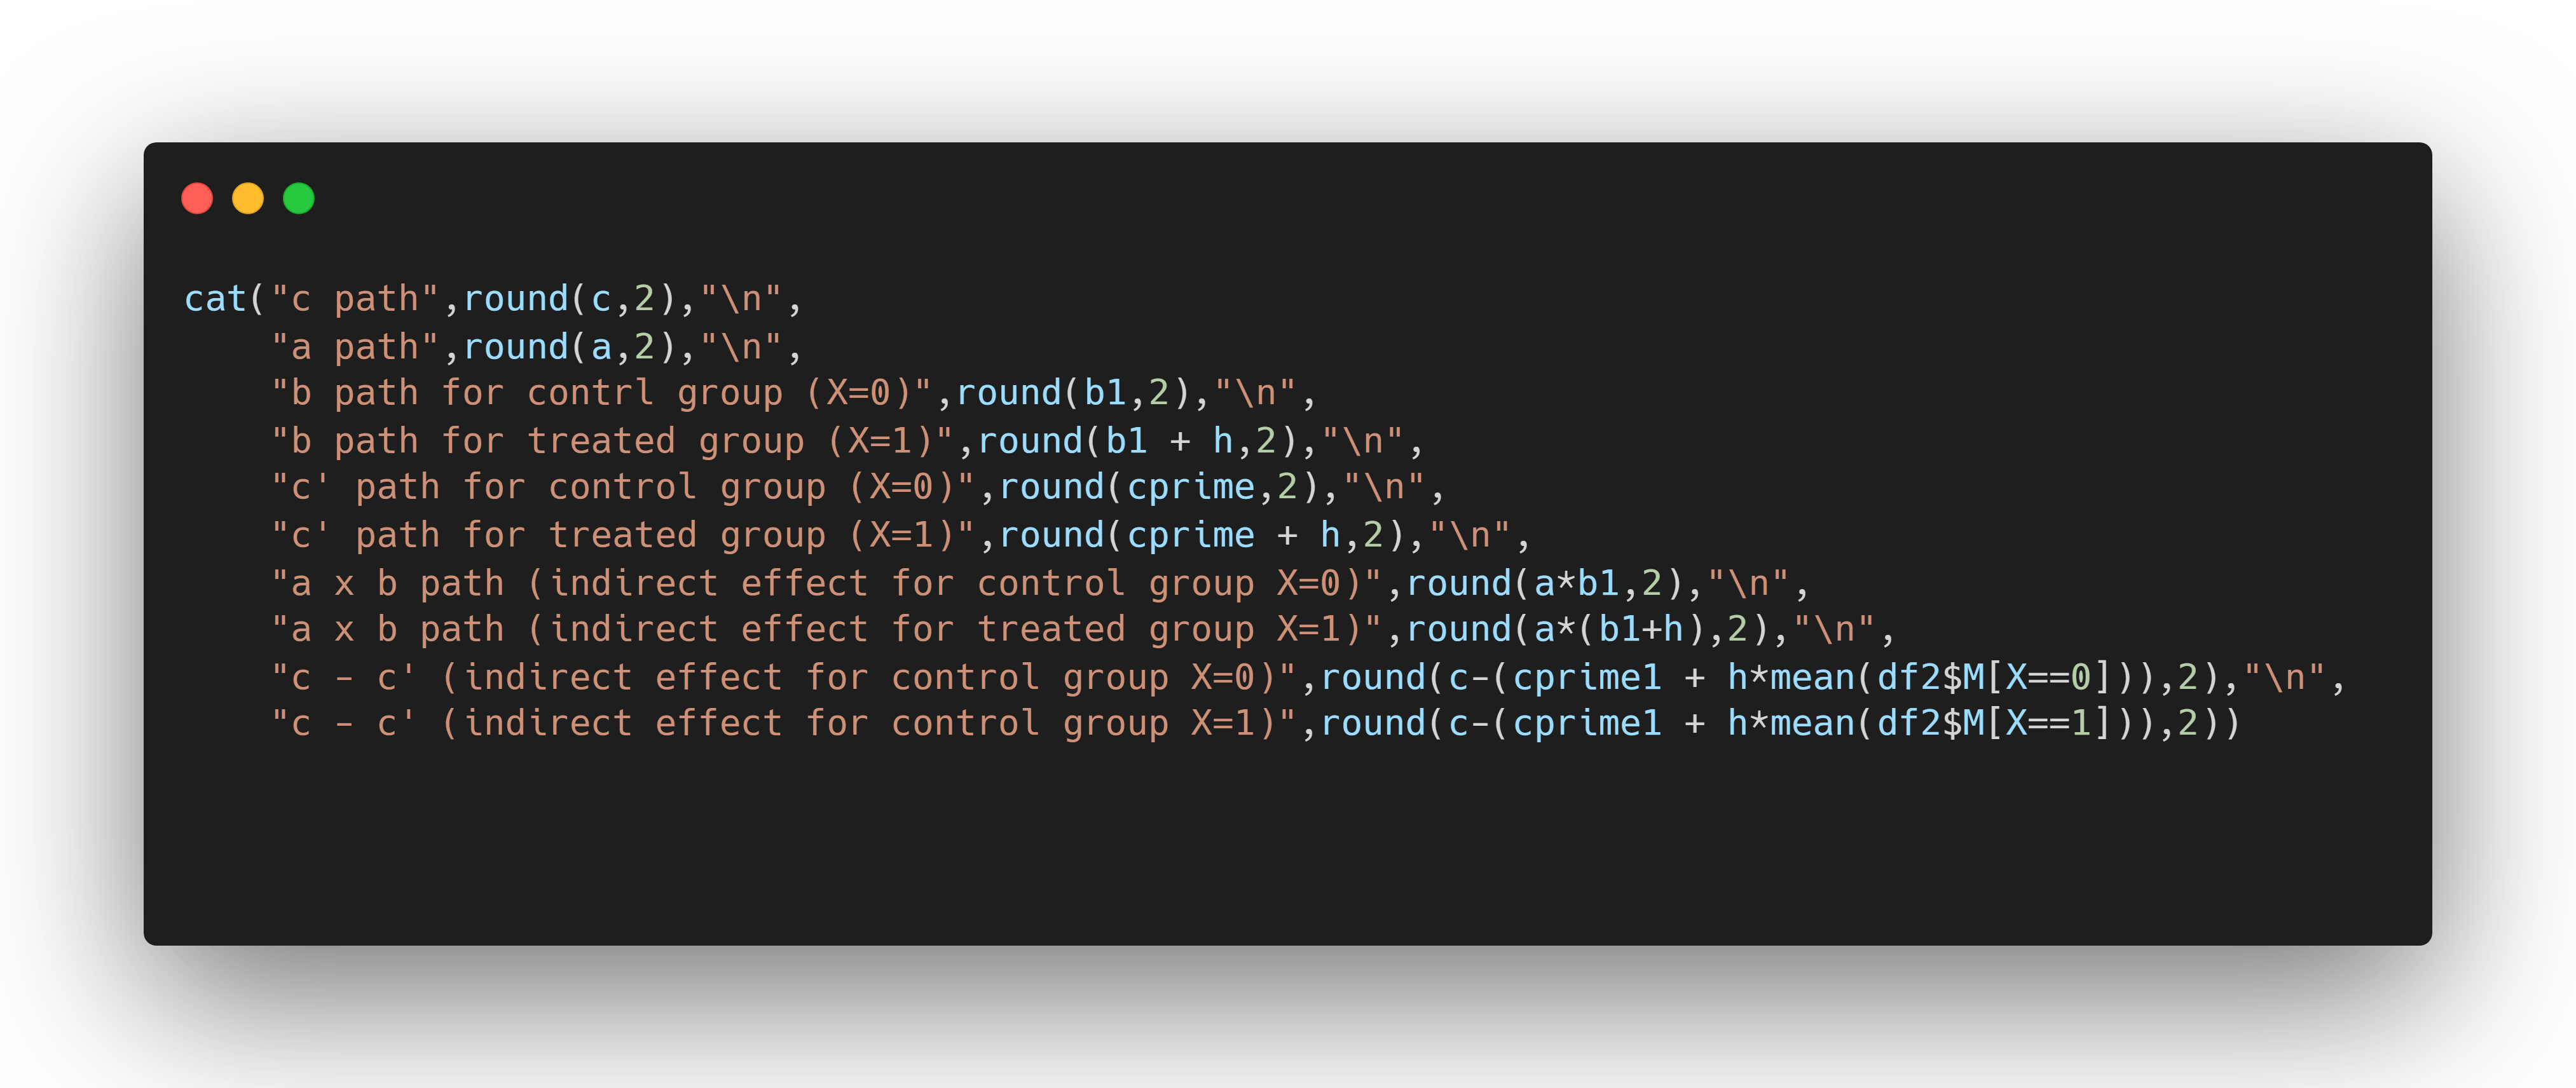 cat("c path",round(c,2),"\n",
    "a path",round(a,2),"\n",
    "b path for contrl group (X=0)",round(b1,2),"\n",
    "b path for treated group (X=1)",round(b1 + h,2),"\n",
    "c' path for control group (X=0)",round(cprime,2),"\n",
    "c' path for treated group (X=1)",round(cprime + h,2),"\n",
    "a x b path (indirect effect for control group X=0)",round(a*b1,2),"\n",
    "a x b path (indirect effect for treated group X=1)",round(a*(b1+h),2),"\n",
    "c - c' (indirect effect for control group X=0)",round(c-(cprime1 + h*mean(df2$M[X==0])),2),"\n",
    "c - c' (indirect effect for control group X=1)",round(c-(cprime1 + h*mean(df2$M[X==1])),2))